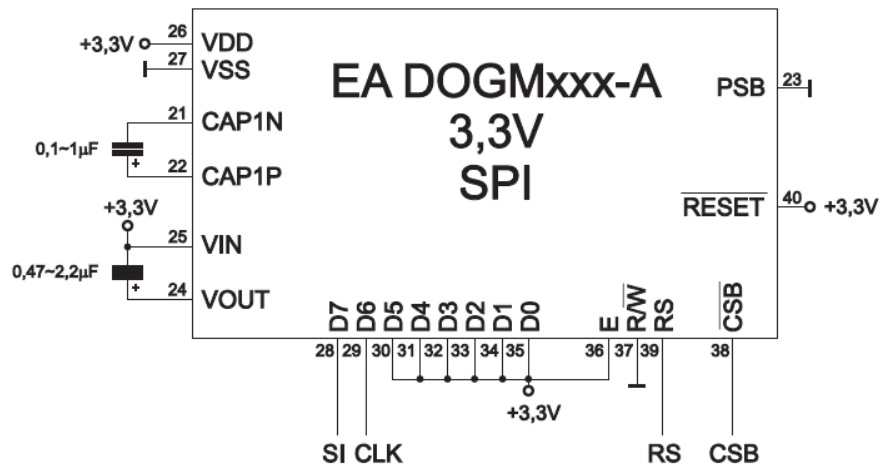 EA DOGMxxx-A
3,3V
SPI
+3,3V
26
VDD
27
VSS
21
CAP1N
0,1~1µF
+
22
CAP1P
+3,3V
25
VIN
0,47~2,2µF
+
24
VOUT
23
PSB
40
RESET
+3,3V
D7
D6
D5
D4
D3
D2
D1
D0
E
R/W
RS
CSB
28
29
30
31
32
33
34
35
36
37
39
38
+3,3V
SI
CLK
RS
CSB